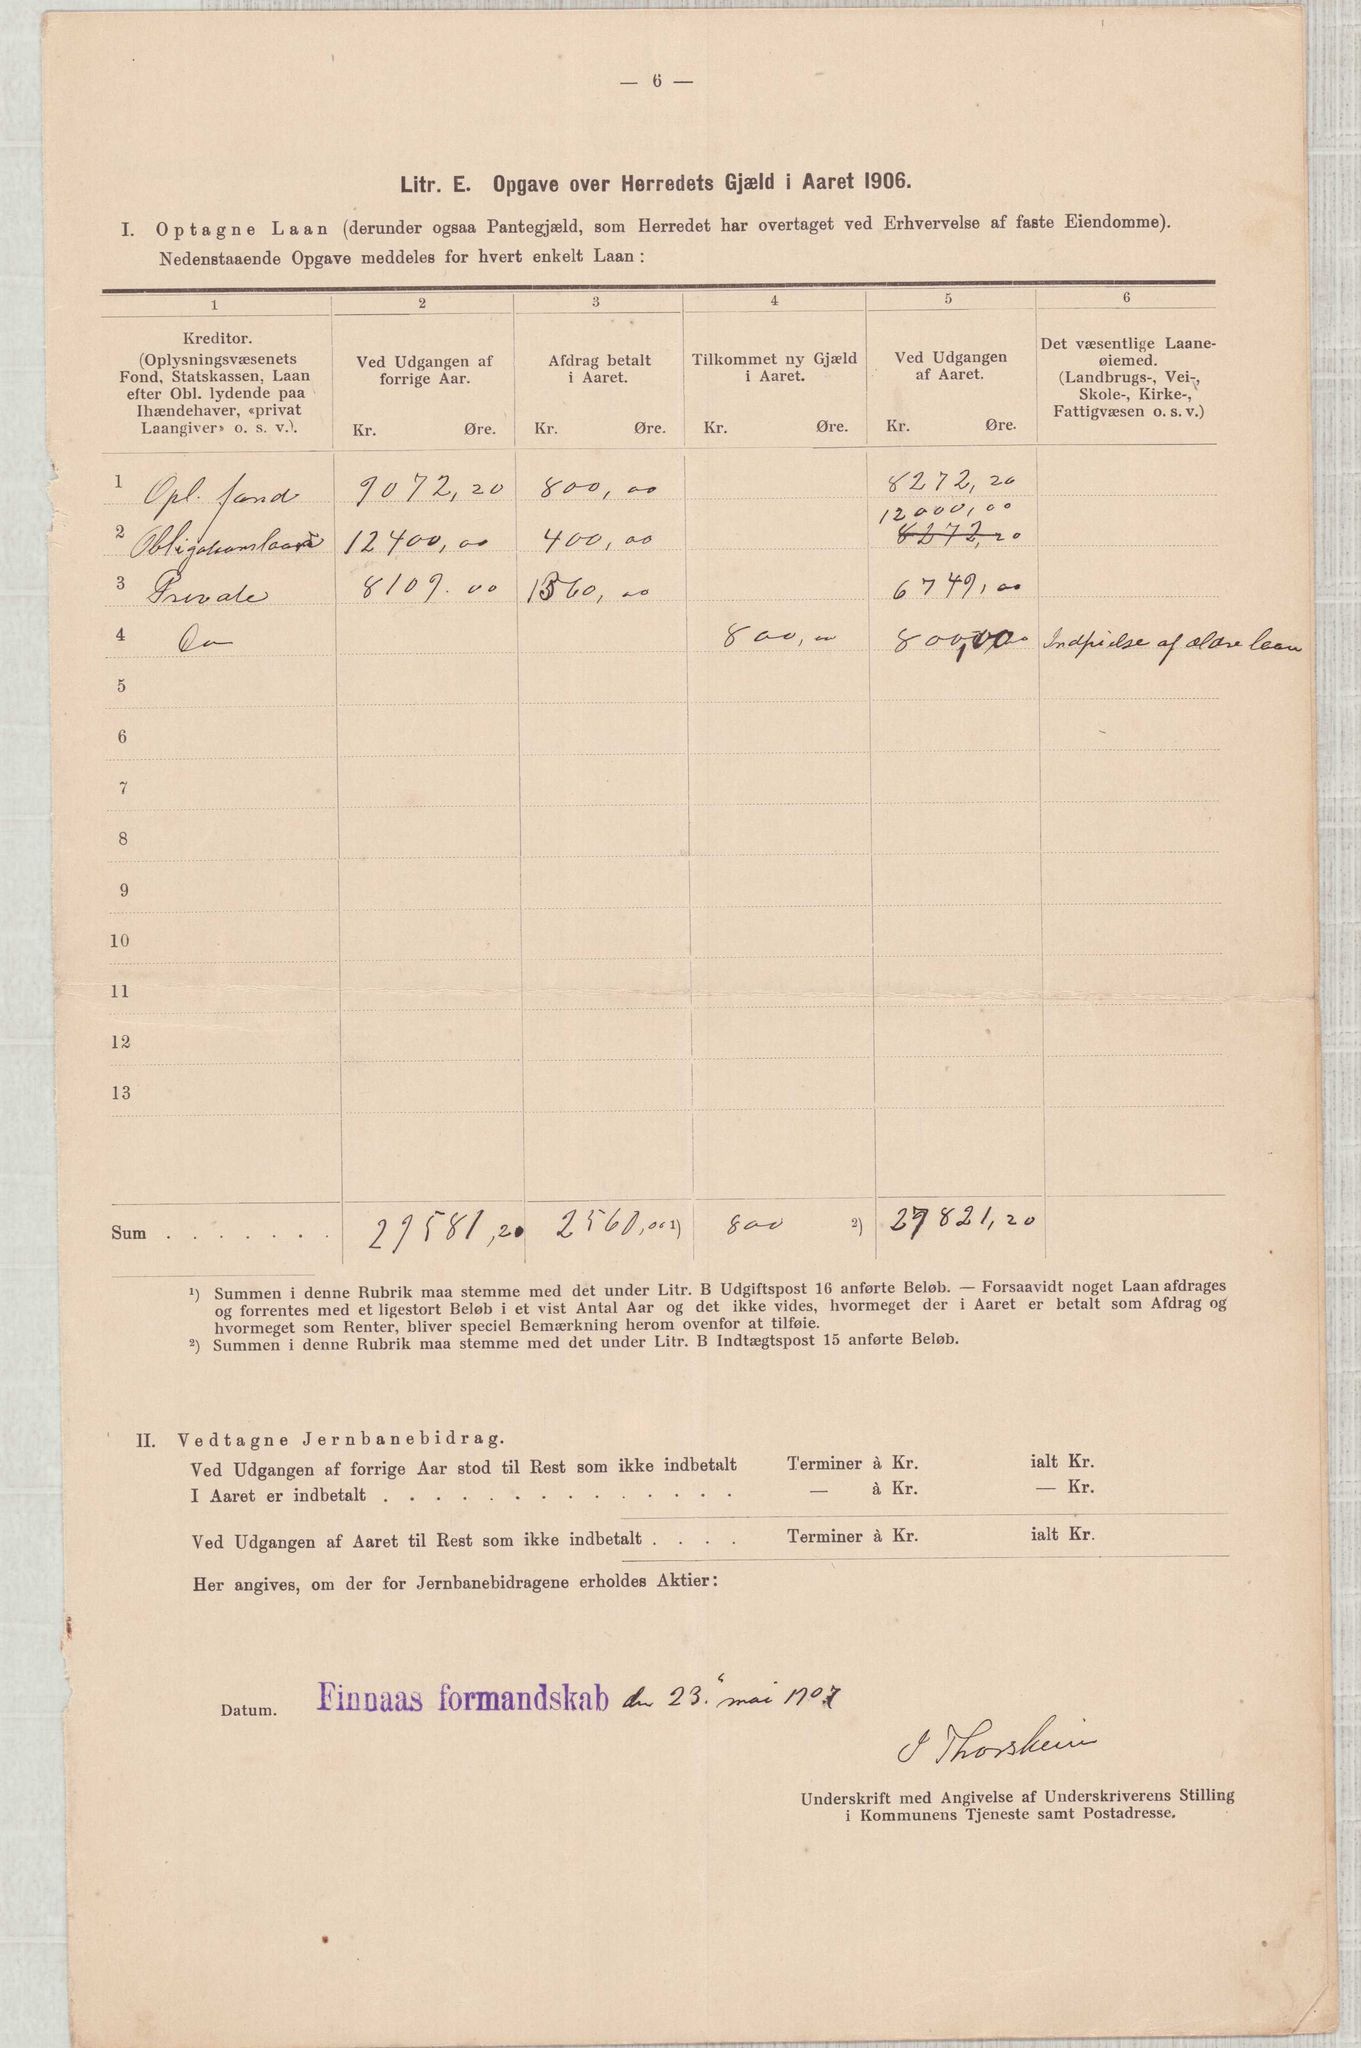 — 6 —
Litr. E. Opgave over Herredets Gjæld i Aaret 1906.
I. Optagne Laan (derunder ogsaa Pantegjæld, som Herredet har overtaget ved Erhvervelse af faste Eiendomme).
Nedenstaaende Opgave meddeles for hvert enkelt Laan:
1 2 3 4 5 6
Kreditor.
(Oplysningsvæsenets
Fond, Statskassen, Laan
efter Obl. lydende paa
Ihændehaver, «privat
Laangiver» o. s. v.).
Ved Udgangen af
forrige Aar.
Kr. Øre.
Afdrag betalt
i Aaret.
Kr. Øre.
Tilkommet ny Gjæld
i Aaret.
Kr. Øre.
Ved Udgangen
af Aaret.
Kr. Øre.
Det væsentlige Laane-
øiemed.
(Landbrugs-, Vei-,
Skole-, Kirke-,
Fattigvæsen o. s. v.)
1 Opl. fond 9072,20 800,00 8272,20
12000,00
2 Obligationslaan 12400,00 400,00 8272,20
3 Private 8109.00 1360,00 6749,00
4 Do 800,00 800,00 Indfrielse af ældre laan
5
6
7
8
9
10
11
12
13
Sum . . . . . . . 29581,20 2560,00 1) 800 2) 27821,20
1) Summen i denne Rubrik maa stemme med det under Litr. B Udgiftspost 16 anførte Beløb. — Forsaavidt noget Laan afdrages
og forrentes med et ligestort Beløb i et vist Antal Aar og det ikke vides, hvormeget der i Aaret er betalt som Afdrag og
hvormeget som Renter, bliver speciel Bemærkning herom ovenfor at tilføie.
2) Summen i denne Rubrik maa stemme med det under Litr. B Indtægtspost 15 anførte Beløb.
II. Vedtagne Jernbanebidrag.
Ved Udgangen af forrige Aar stod til Rest som ikke indbetalt Terminer à Kr. ialt Kr.
I Aaret er indbetalt . . . . . . . . . . . . . . — à Kr. — Kr.
Ved Udgangen af Aaret til Rest som ikke indbetalt . . . . Terminer à Kr. ialt Kr.
Her angives, om der for Jernbanebidragene erholdes Aktier:
Datum. Finnaas formandskab den 23. mai 1907
J Thorsheim
Underskrift med Angivelse af Underskriverens Stilling
i Kommunens Tjeneste samt Postadresse.